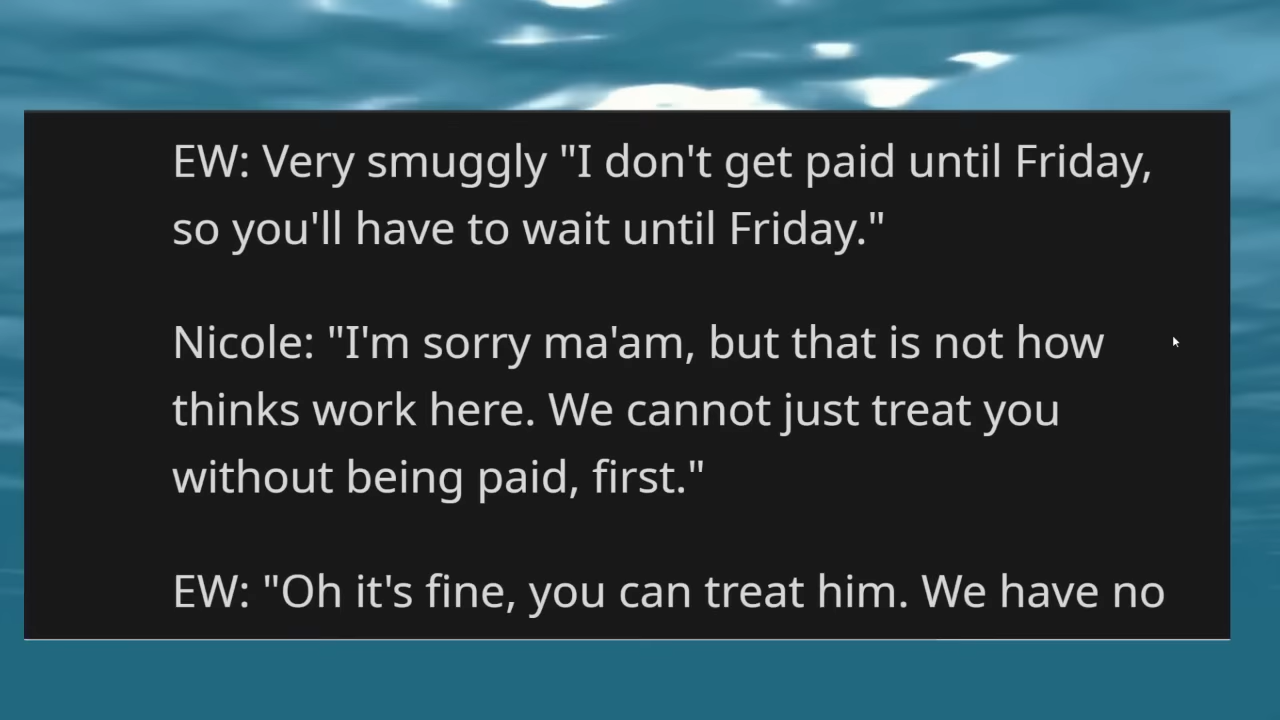 EW: Very smuggly "I don't get paid until Friday,
so you'll have to wait until Friday."
Nicole: "I'm sorry ma'am, but that is not how
thinks work here. We cannot just treat you
without being paid, first."
EW: "Oh it's fine, you can treat him. We have no